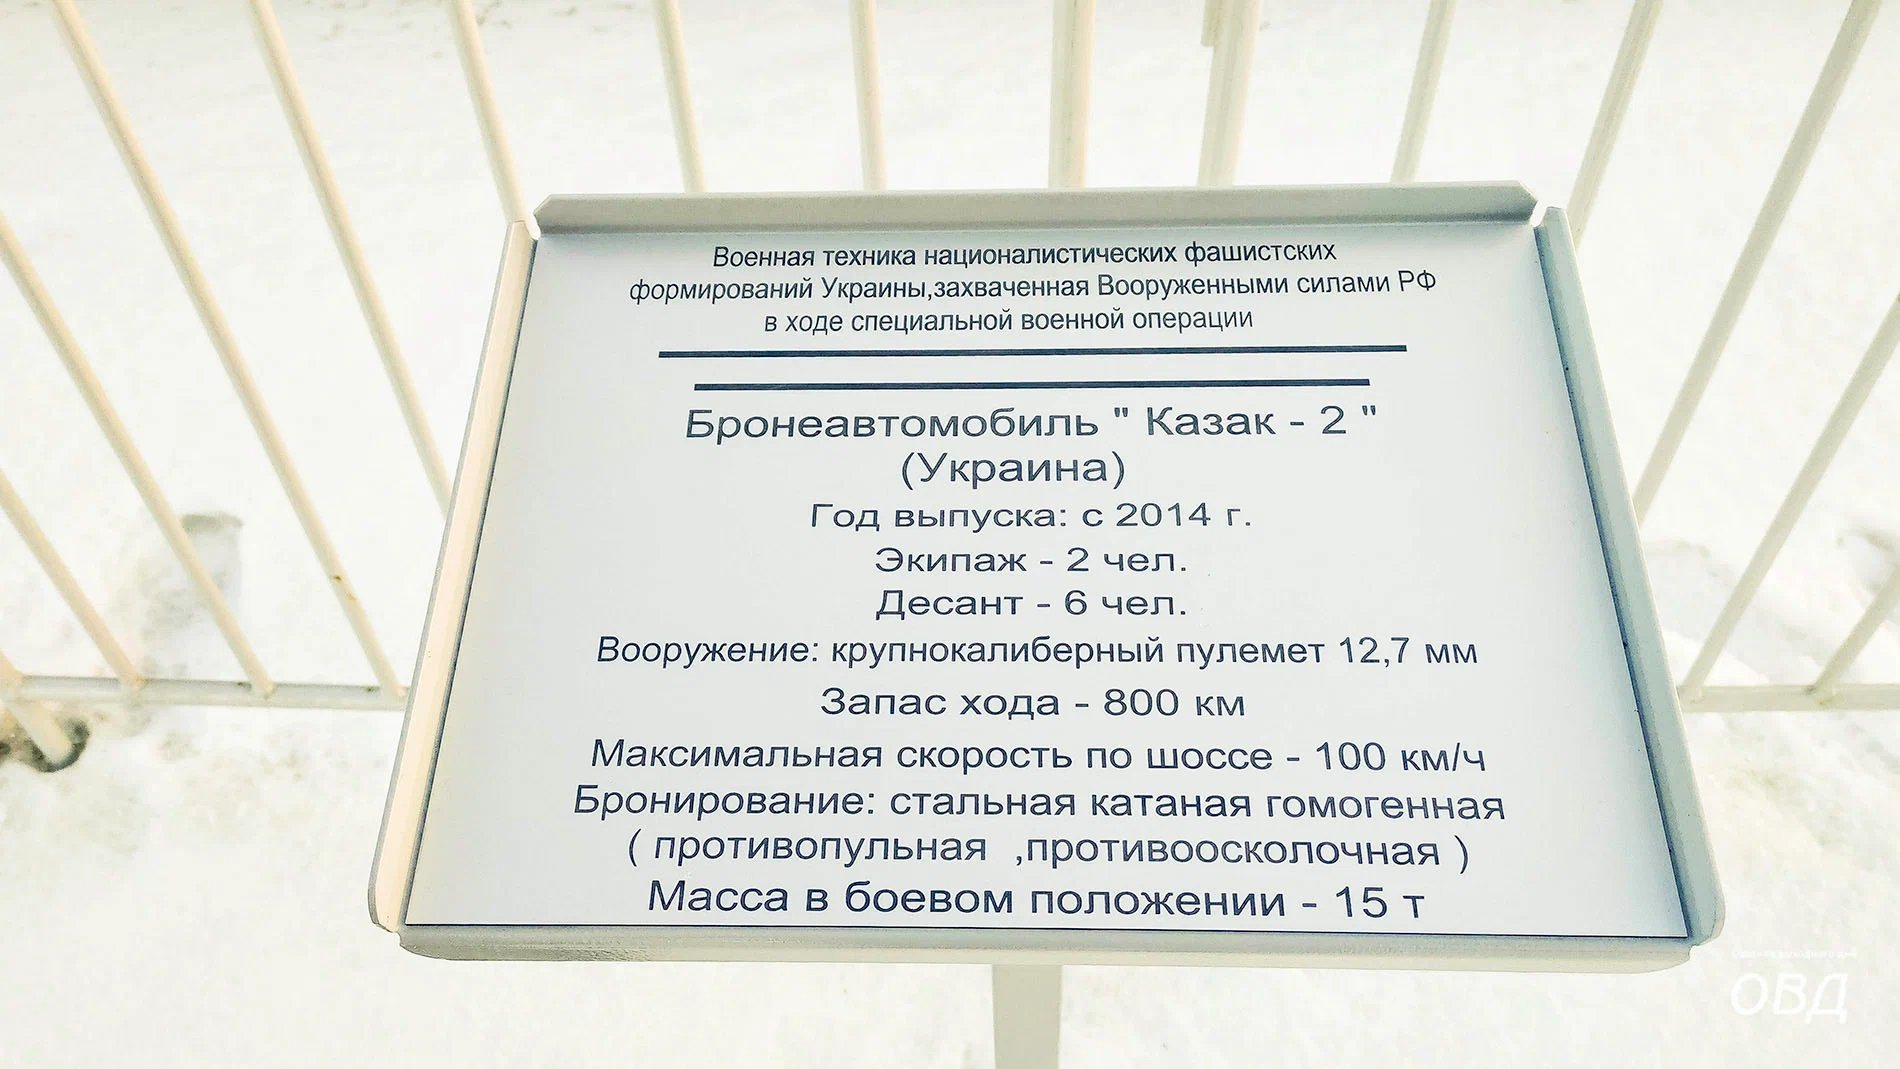 Военная техника националистических фашистских
формирований Украины,захваченная Вооруженными силами РФ
в ходе специальной военной операции
Бронеавтомобиль " Казак - 2 "
(Украина)
Год выпуска: с 2014 г.
Экипаж - 2 чел.
Десант - 6 чел.
Вооружение: крупнокалиберный пулемет 12,7 мм
Запас хода - 800 км
Максимальная скорость по шоссе - 100 км/ч
Бронирование: стальная катаная гомогенная
( противопульная ,противоосколочная )
Масса в боевом положении - 15 т
ОВД